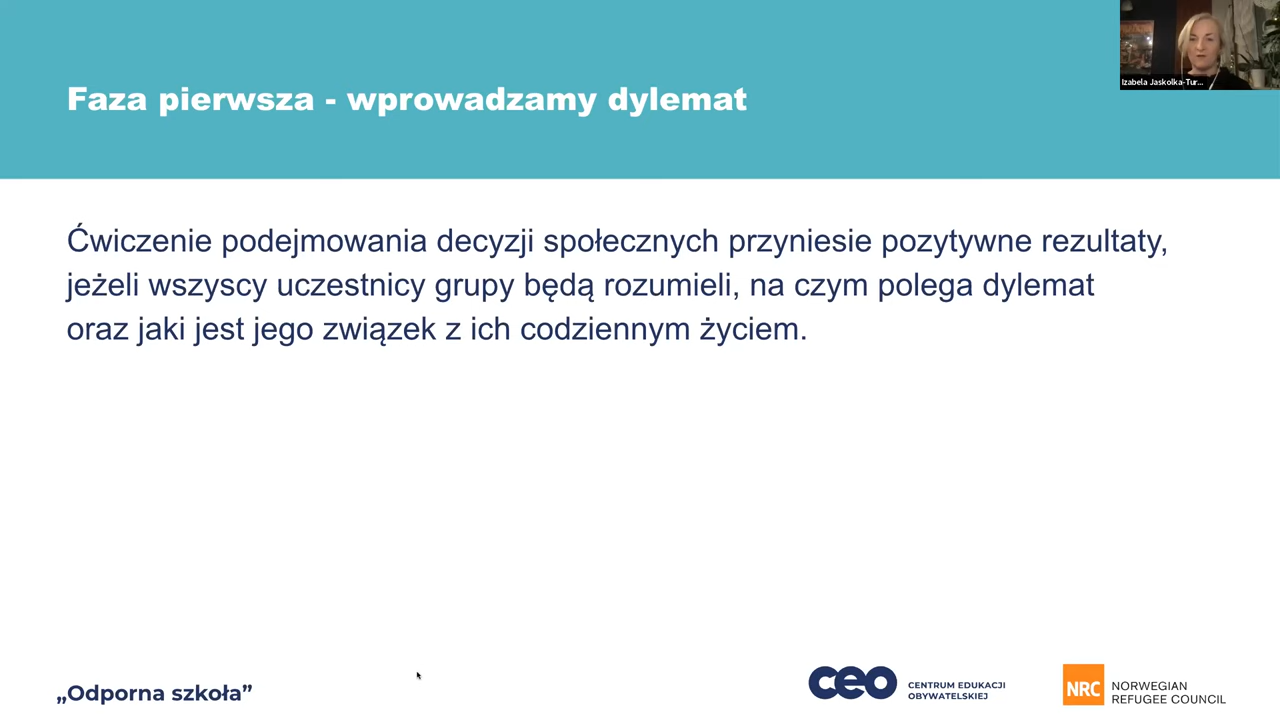 Faza pierwsza - wprowadzamy dylemat
Izabela Jaskolka-Tur...
Ćwiczenie podejmowania decyzji społecznych przyniesie pozytywne rezultaty,
jeżeli wszyscy uczestnicy grupy będą rozumieli, na czym polega dylemat
oraz jaki jest jego związek z ich codziennym życiem.
„Odporna szkoła”
ceo
CENTRUM EDUKACJI
OBYWATELSKIEJ
NRC
NORWEGIAN
REFUGEE COUNCIL